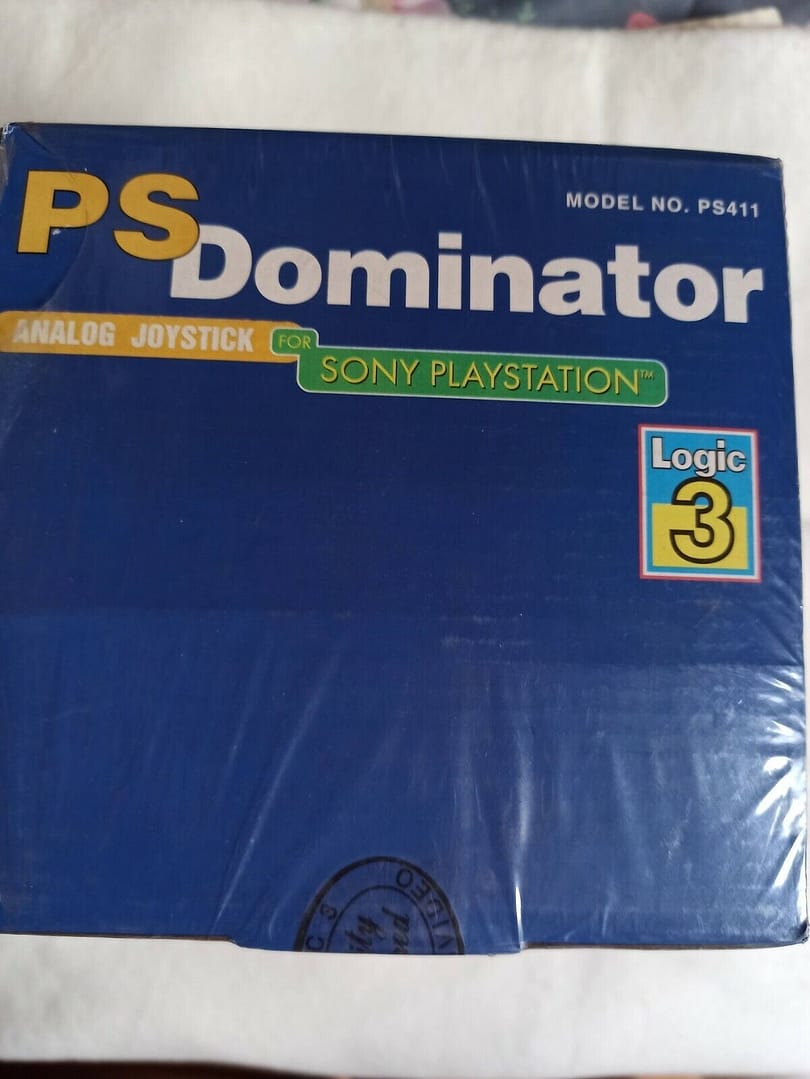 PS
MODEL NO. PS411
Dominator
ANALOG JOYSTICK FOR
SONY PLAYSTATION™
Logic
3